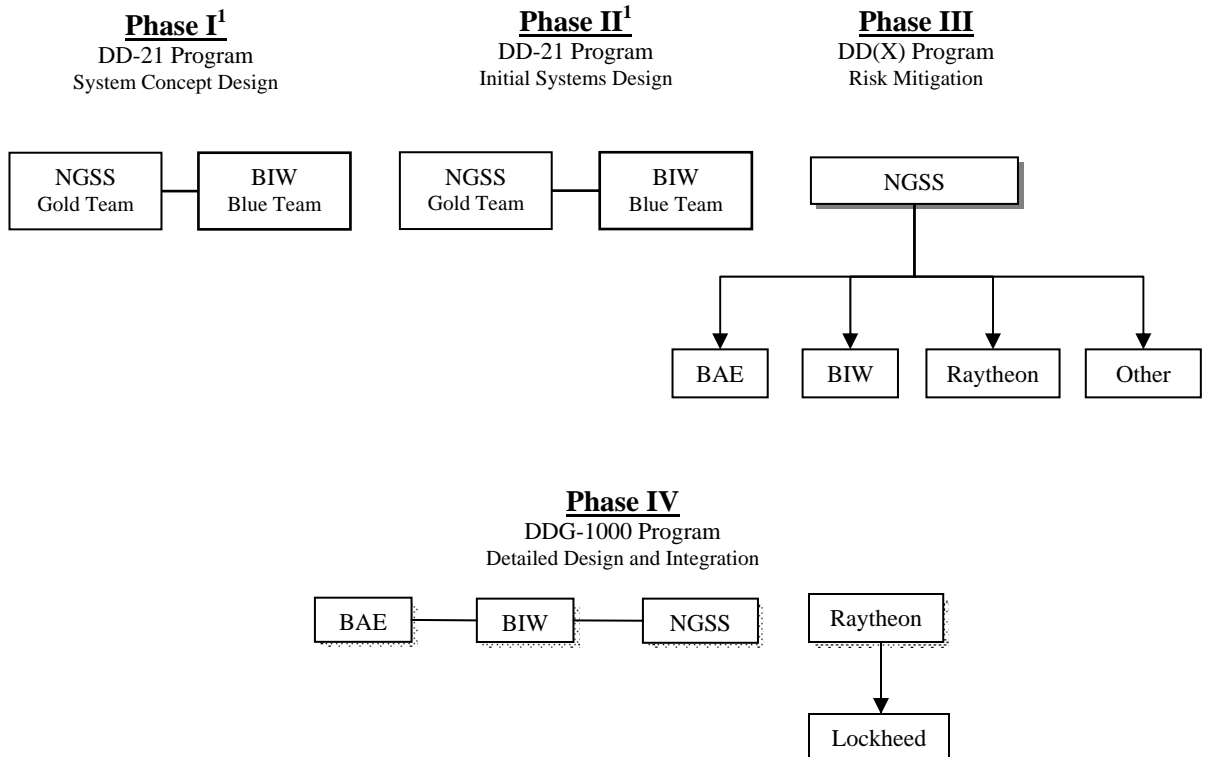 Phase I1
DD-21 Program
System Concept Design
Phase II1
DD-21 Program
Initial Systems Design
Phase III
DD(X) Program
Risk Mitigation
NGSS
Gold Team
BIW
Blue Team
NGSS
Gold Team
BIW
Blue Team
NGSS
BAE
BIW
Raytheon
Other
Phase IV
DDG-1000 Program
Detailed Design and Integration
BAE
BIW
NGSS
Raytheon
Lockheed